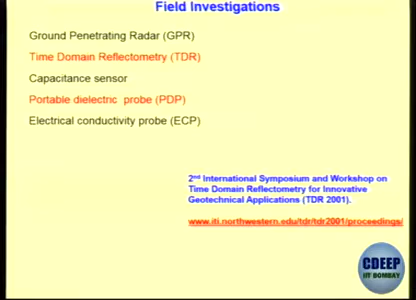 Field Investigations
Ground Penetrating Radar (GPR)
Time Domain Reflectometry (TDR)
Capacitance sensor
Portable dielectric probe (PDP)
Electrical conductivity probe (ECP)
2nd International Symposium and Workshop on
Time Domain Reflectometry for Innovative
Geotechnical Applications (TDR 2001).
www.iti.northwestern.edu/tdr/tdr2001/proceedings/
CDEEP
IIT BOMBAY